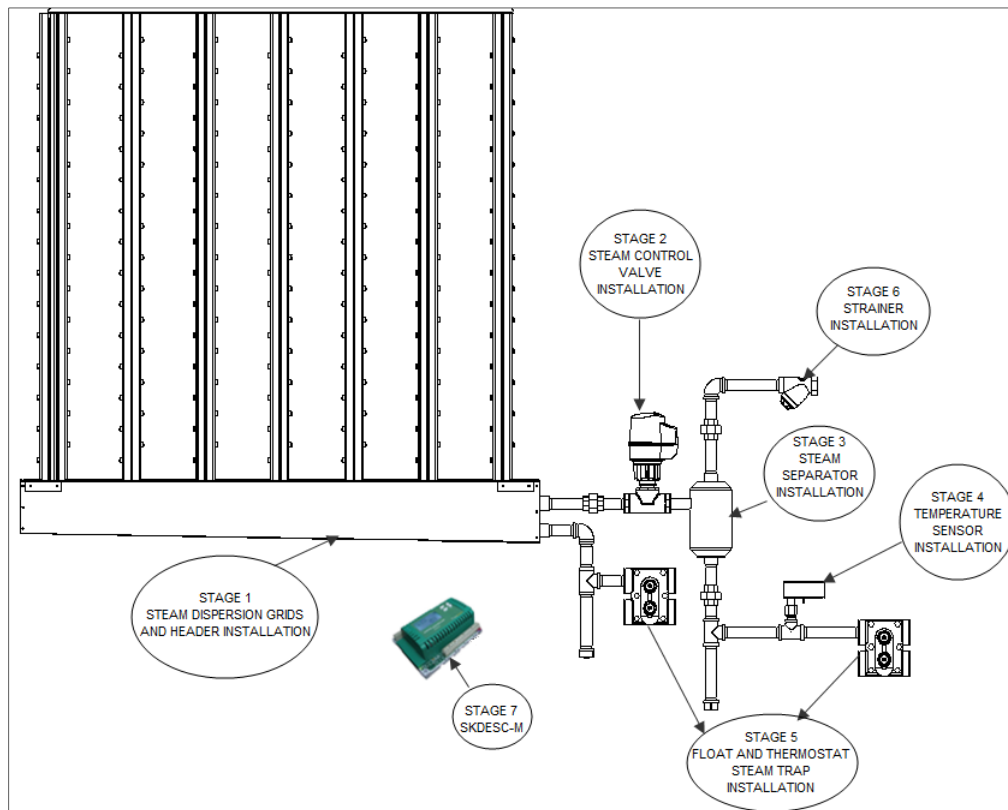 STAGE 2
STEAM CONTROL
VALVE
INSTALLATION
STAGE 6
STRAINER
INSTALLATION
STAGE 3
STEAM
SEPARATOR
INSTALLATION
STAGE 4
TEMPERATURE
SENSOR
INSTALLATION
STAGE 1
STEAM DISPERSION GRIDS
AND HEADER INSTALLATION
STAGE 7
SKDESC-M
STAGE 5
FLOAT AND THERMOSTAT
STEAM TRAP
INSTALLATION